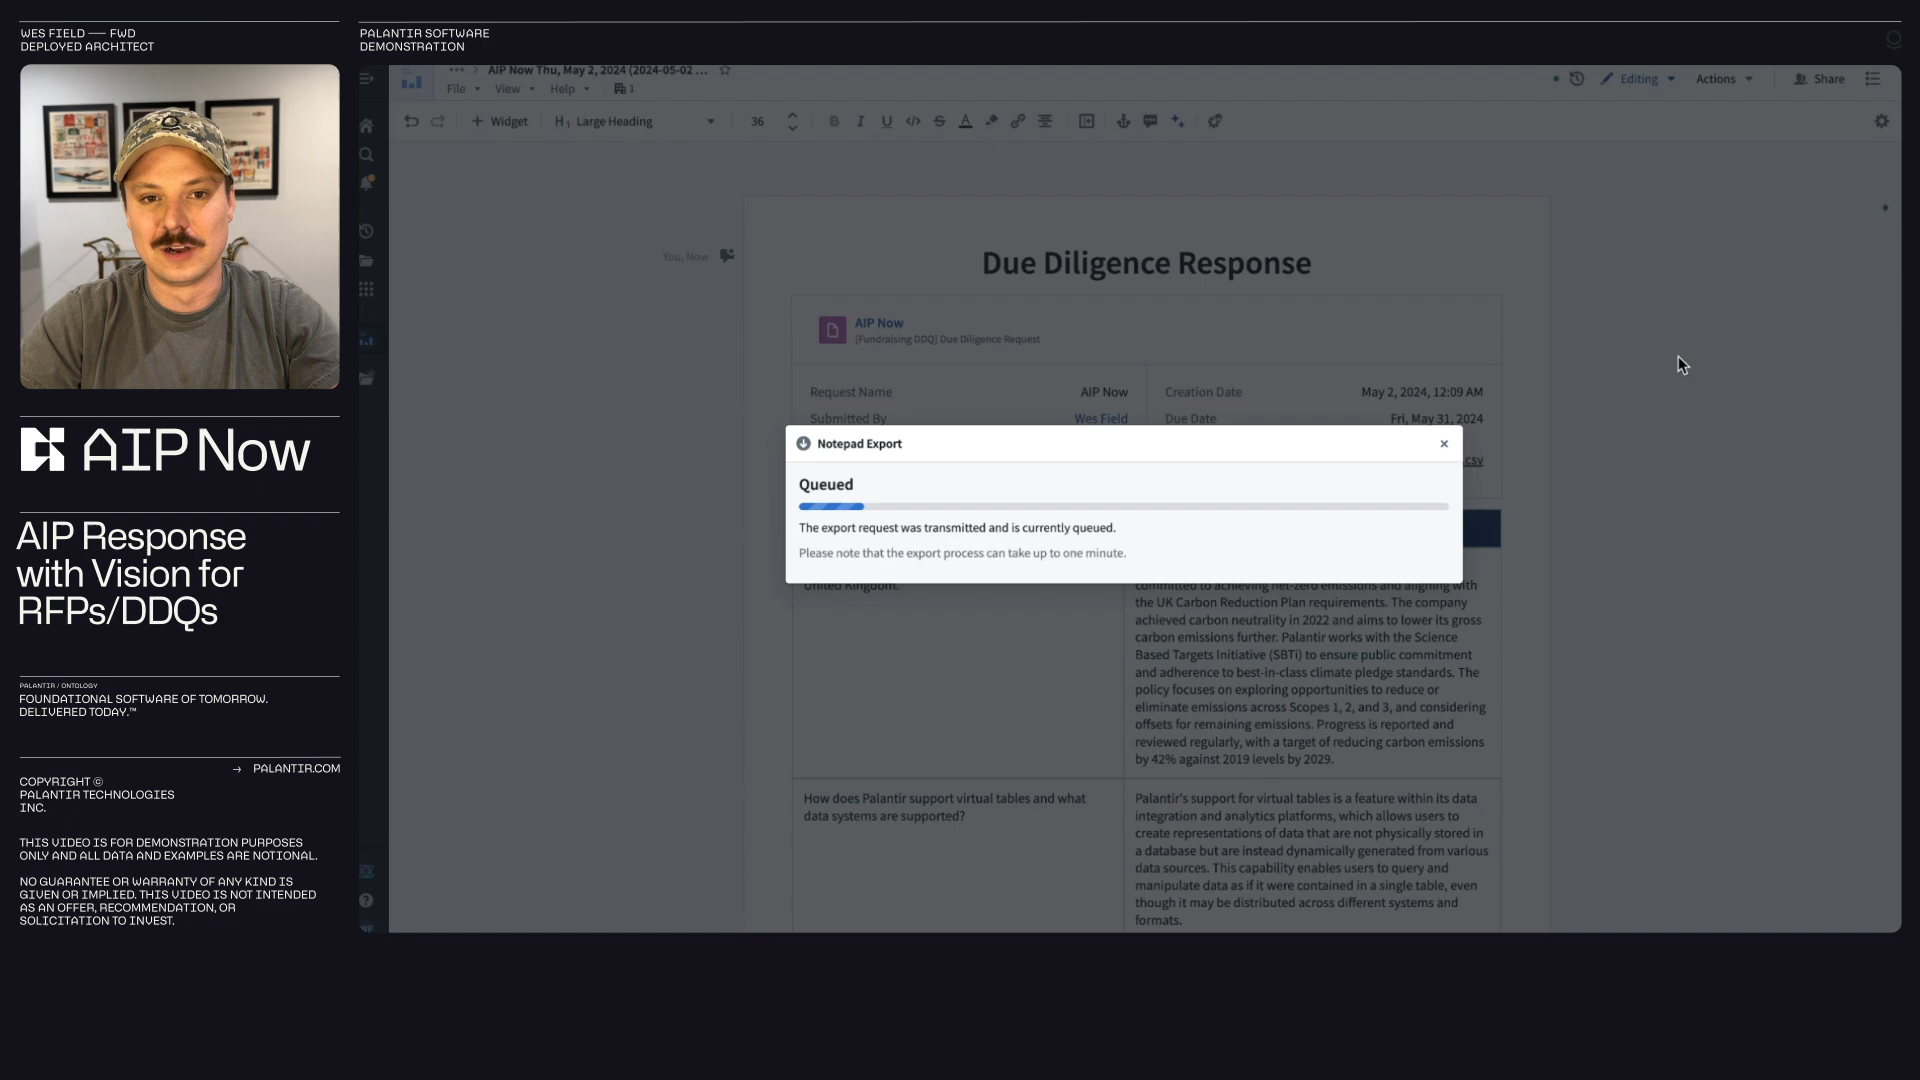 WES FIELD —— FWD
DEPLOYED ARCHITECT
PALANTIR SOFTWARE
DEMONSTRATION
AIP Now
AIP Response
with Vision for
RFPs/DDQs
PALANTIR / ONTOLOGY
FOUNDATIONAL SOFTWARE OF TOMORROW.
DELIVERED TODAY.™
→ PALANTIR.COM
COPYRIGHT ©
PALANTIR TECHNOLOGIES
INC.
THIS VIDEO IS FOR DEMONSTRATION PURPOSES
ONLY AND ALL DATA AND EXAMPLES ARE NOTIONAL.
NO GUARANTEE OR WARRANTY OF ANY KIND IS
GIVEN OR IMPLIED. THIS VIDEO IS NOT INTENDED
AS AN OFFER, RECOMMENDATION, OR
SOLICITATION TO INVEST.
AIP Now Thu, May 2, 2024 (2024-05-02 ...
File View Help 1
Editing Actions Share
Widget H1 Large Heading 36 B I U S A
You, Now
Due Diligence Response
AIP Now
[Fundraising DDQ] Due Diligence Request
Request Name AIP Now Creation Date May 2, 2024, 12:09 AM
Submitted By Wes Field Due Date Fri, May 31, 2024
.csv
Notepad Export
Queued
The export request was transmitted and is currently queued.
Please note that the export process can take up to one minute.
United Kingdom.
committed to achieving net-zero emissions and aligning with
the UK Carbon Reduction Plan requirements. The company
achieved carbon neutrality in 2022 and aims to lower its gross
carbon emissions further. Palantir works with the Science
Based Targets Initiative (SBTi) to ensure public commitment
and adherence to best-in-class climate pledge standards. The
policy focuses on exploring opportunities to reduce or
eliminate emissions across Scopes 1, 2, and 3, and considering
offsets for remaining emissions. Progress is reported and
reviewed regularly, with a target of reducing carbon emissions
by 42% against 2019 levels by 2029.
How does Palantir support virtual tables and what
data systems are supported?
Palantir's support for virtual tables is a feature within its data
integration and analytics platforms, which allows users to
create representations of data that are not physically stored in
a database but are instead dynamically generated from various
data sources. This capability enables users to query and
manipulate data as if it were contained in a single table, even
though it may be distributed across different systems and
formats.